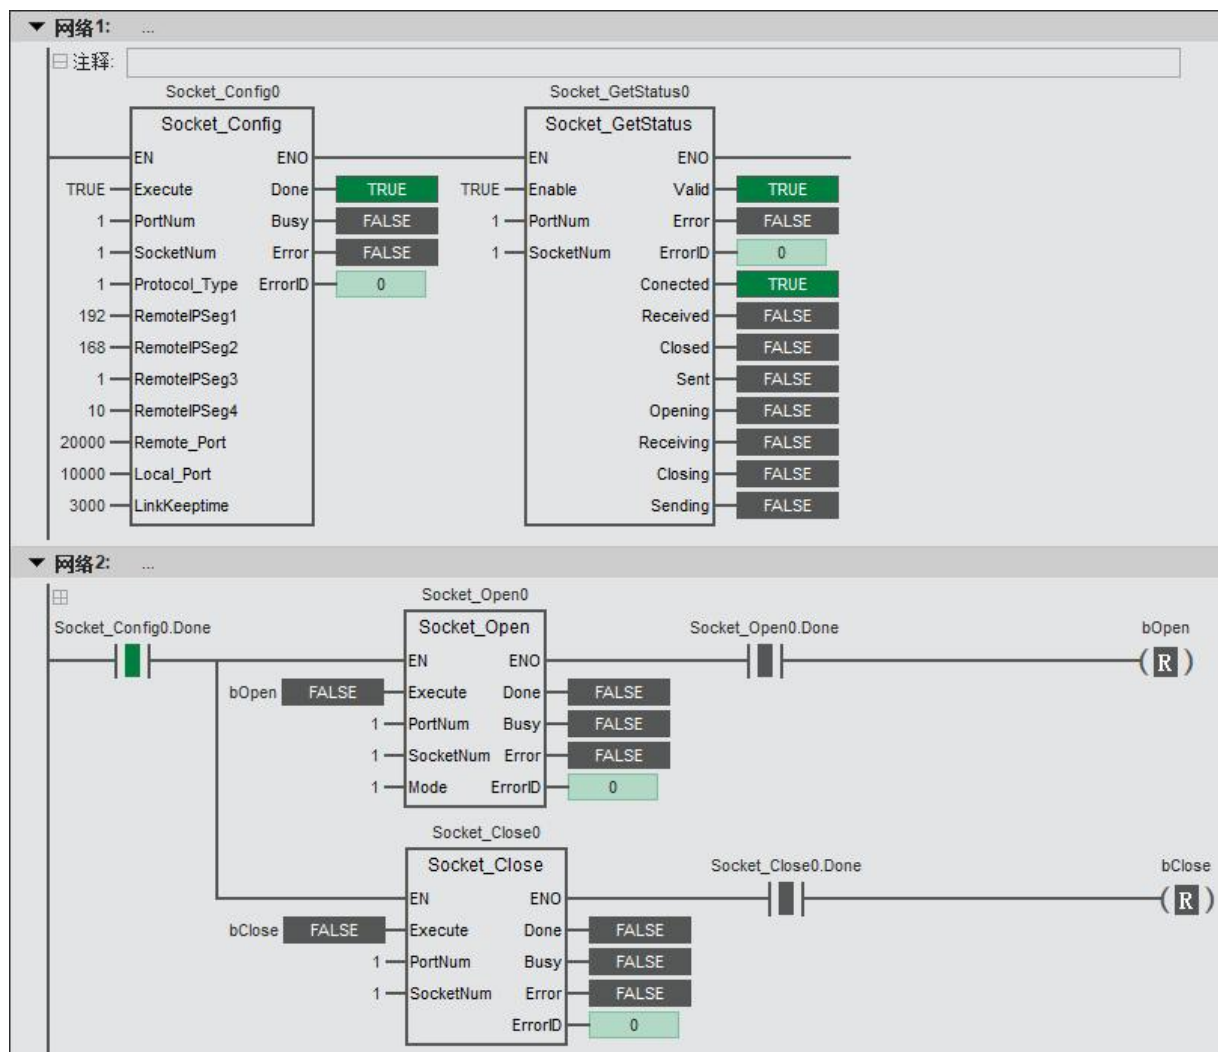 网络1: ...
注释:
Socket_Config0 Socket_GetStatus0
Socket_Config Socket_GetStatus
EN ENO EN ENO
TRUE Execute Done TRUE TRUE Enable Valid TRUE
1 PortNum Busy FALSE 1 PortNum Error FALSE
1 SocketNum Error FALSE 1 SocketNum ErrorID 0
1 Protocol_Type ErrorID 0 Conected TRUE
192 RemoteIPSeg1 Received FALSE
168 RemoteIPSeg2 Closed FALSE
1 RemoteIPSeg3 Sent FALSE
10 RemoteIPSeg4 Opening FALSE
20000 Remote_Port Receiving FALSE
10000 Local_Port Closing FALSE
3000 LinkKeeptime Sending FALSE
网络2: ...
Socket_Open0
Socket_Config0.Done Socket_Open Socket_Open0.Done bOpen
EN ENO R
bOpen FALSE Execute Done FALSE
1 PortNum Busy FALSE
1 SocketNum Error FALSE
1 Mode ErrorID 0
Socket_Close0
Socket_Close Socket_Close0.Done bClose
EN ENO R
bClose FALSE Execute Done FALSE
1 PortNum Busy FALSE
1 SocketNum Error FALSE
ErrorID 0